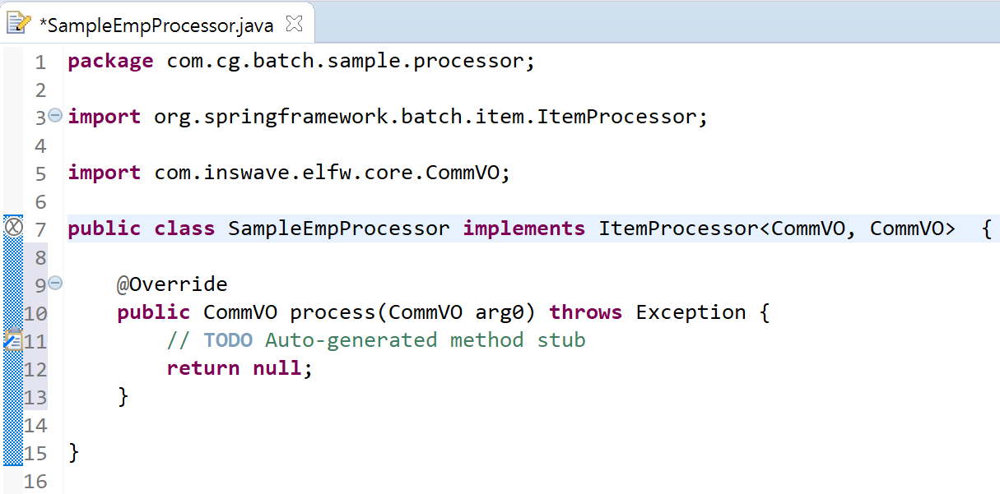 *SampleEmpProcessor.java
1 package com.cg.batch.sample.processor;
2
3 import org.springframework.batch.item.ItemProcessor;
4
5 import com.inswave.elfw.core.CommVO;
6
7 public class SampleEmpProcessor implements ItemProcessor<CommVO, CommVO>  {
8
9     @Override
10     public CommVO process(CommVO arg0) throws Exception {
11         // TODO Auto-generated method stub
12         return null;
13     }
14
15 }
16